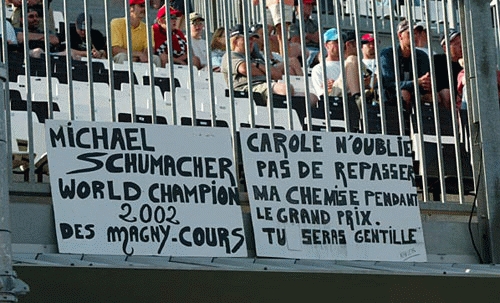 MICHAEL
SCHUMACHER
WORLD CHAMPION
2002
DES MAGNY-COURS
CAROLE N'OUBLIE
PAS DE REPASSER
MA CHEMISE PENDANT
LE GRAND PRIX.
TU SERAS GENTILLE